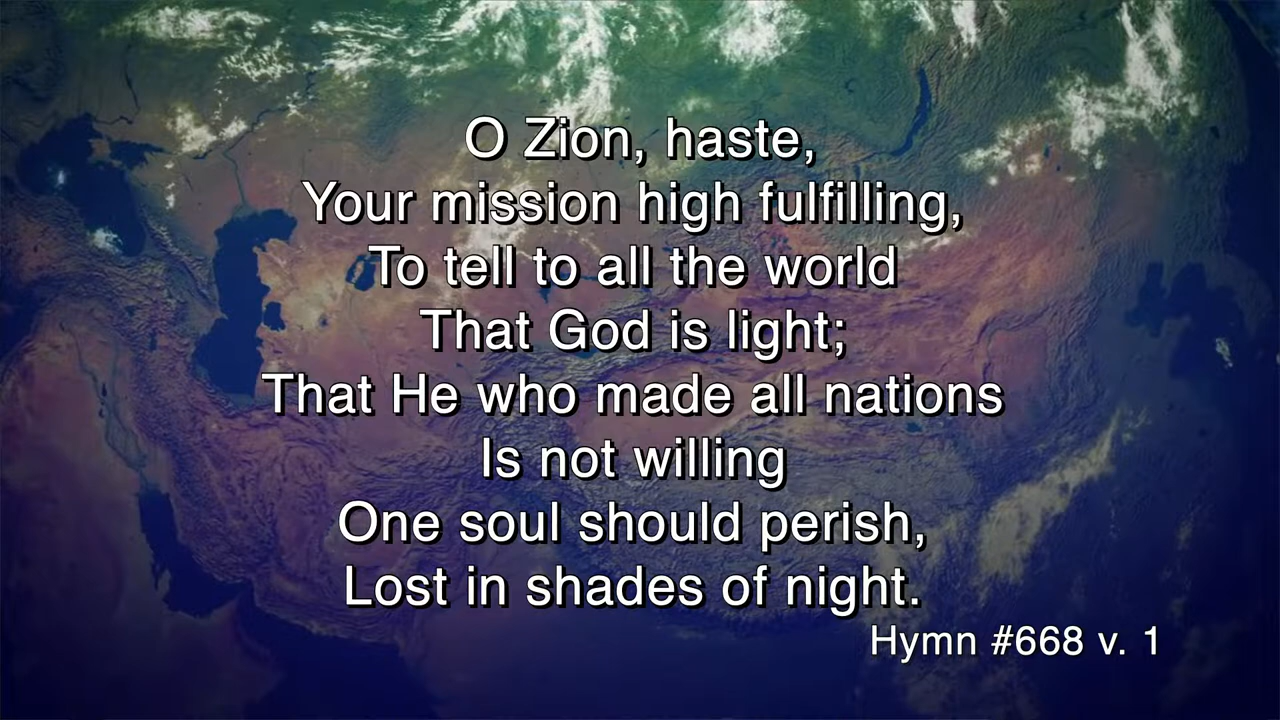 O Zion, haste,
Your mission high fulfilling,
To tell to all the world
That God is light;
That He who made all nations
Is not willing
One soul should perish,
Lost in shades of night.
Hymn #668 v. 1